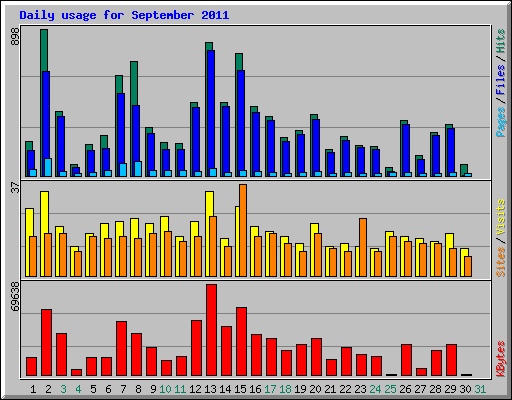 Daily usage for September 2011
898
Pages / Files / Hits
37
Sites / Visits
69638
KBytes
1 2 3 4 5 6 7 8 9 10 11 12 13 14 15 16 17 18 19 20 21 22 23 24 25 26 27 28 29 30 31